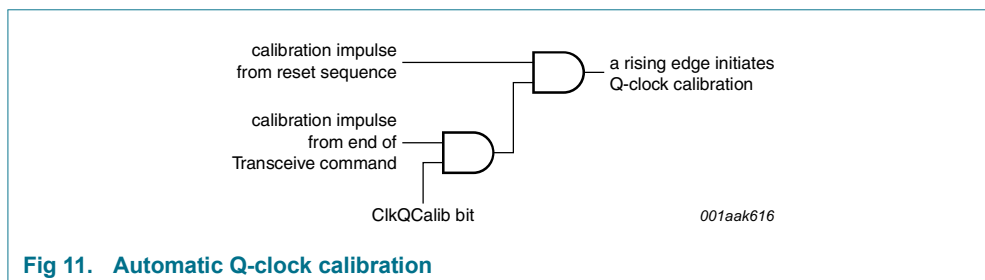 calibration impulse
from reset sequence
a rising edge initiates
Q-clock calibration
calibration impulse
from end of
Transceive command
ClkQCalib bit
001aak616
Fig 11. Automatic Q-clock calibration